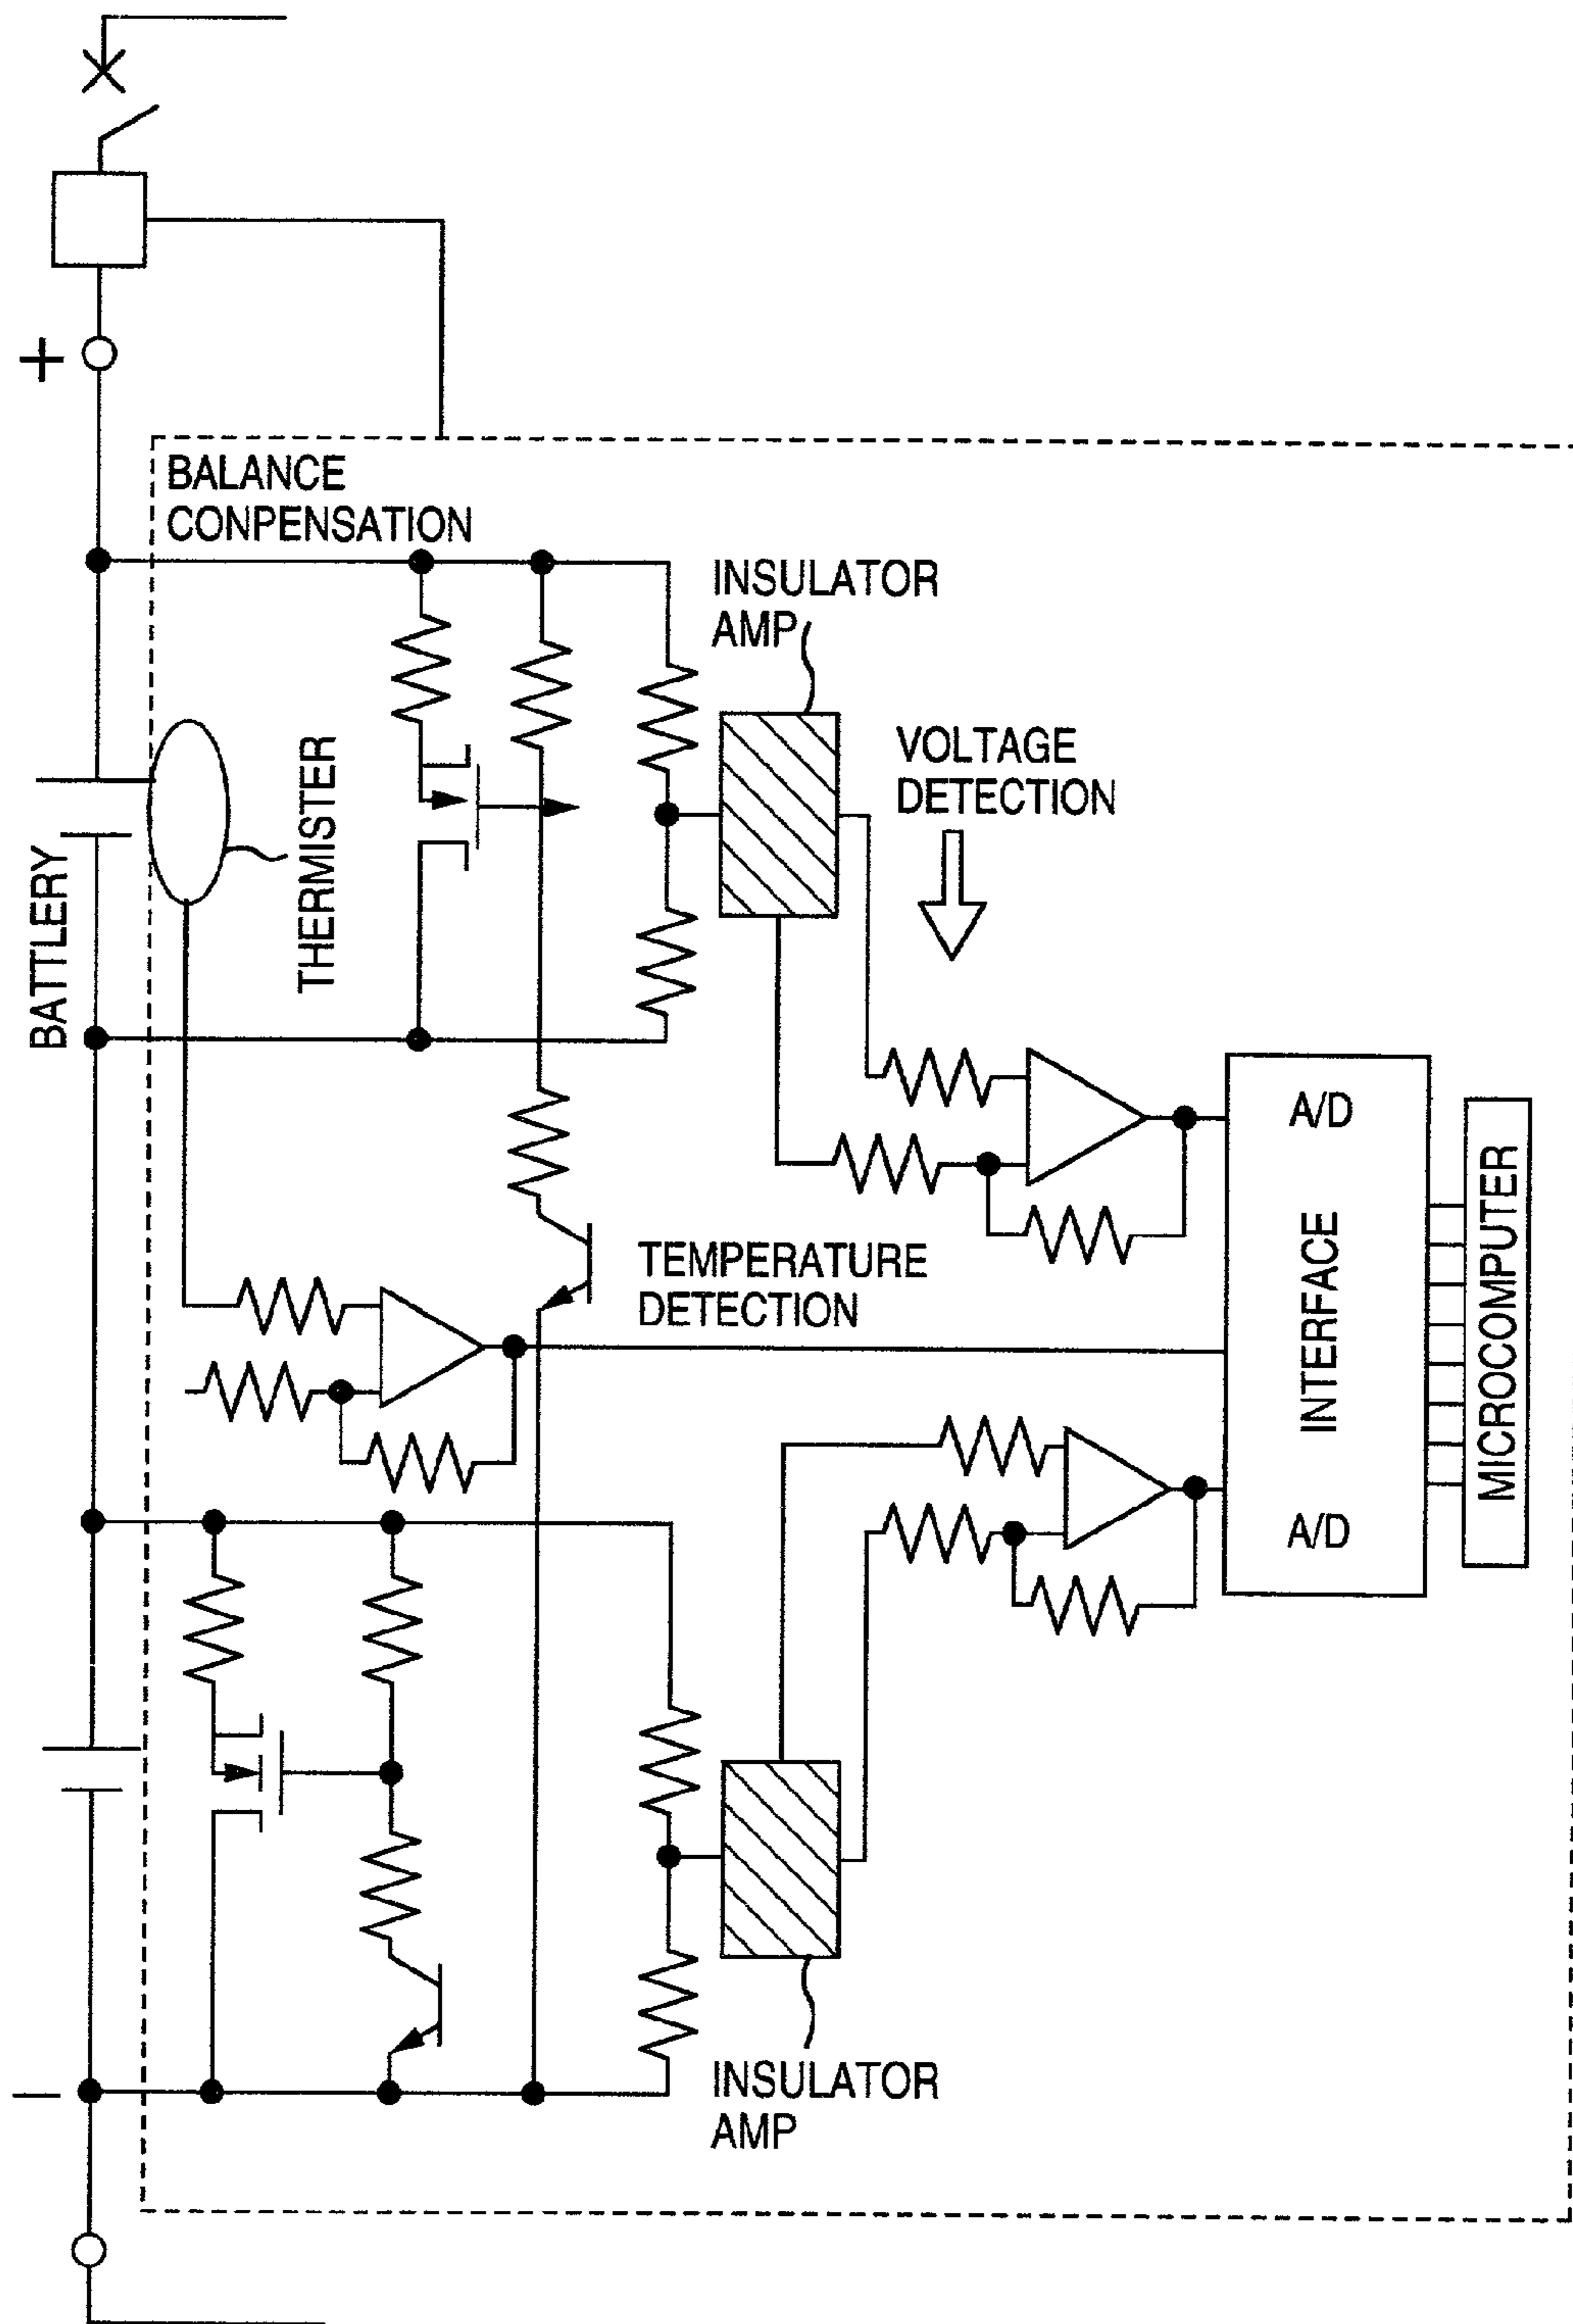 +
BALANCE
CONPENSATION
INSULATOR
AMP
VOLTAGE
DETECTION
THERMISTER
BATTLERY
A/D
INTERFACE
A/D
MICROCOMPUTER
TEMPERATURE
DETECTION
−
INSULATOR
AMP